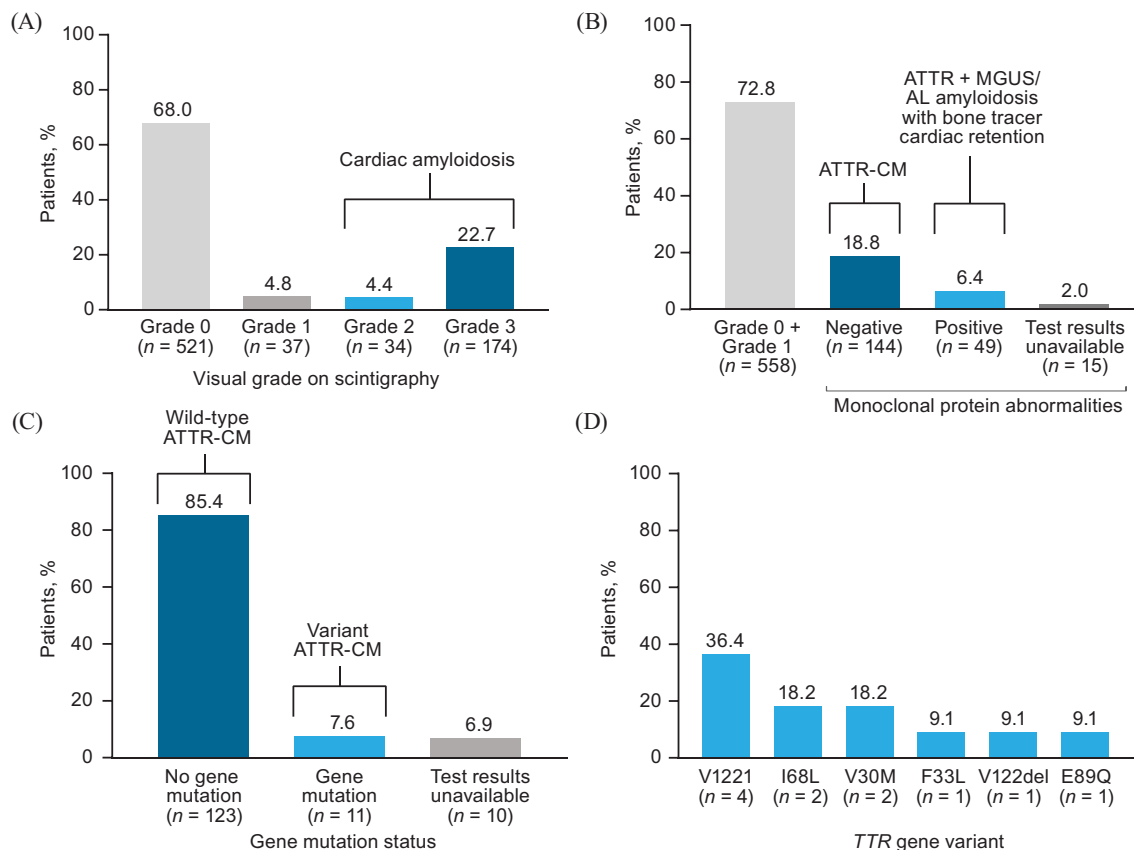 (A)
100
80
60
40
20
0
Patients, %
68.0
4.8
4.4
22.7
Cardiac amyloidosis
Grade 0
(n = 521)
Grade 1
(n = 37)
Grade 2
(n = 34)
Grade 3
(n = 174)
Visual grade on scintigraphy
(B)
100
80
60
40
20
0
Patients, %
72.8
ATTR-CM
18.8
ATTR + MGUS/
AL amyloidosis
with bone tracer
cardiac retention
6.4
2.0
Grade 0 +
Grade 1
(n = 558)
Negative
(n = 144)
Positive
(n = 49)
Test results
unavailable
(n = 15)
Monoclonal protein abnormalities
(C)
Wild-type
ATTR-CM
100
80
60
40
20
0
Patients, %
85.4
Variant
ATTR-CM
7.6
6.9
No gene
mutation
(n = 123)
Gene
mutation
(n = 11)
Test results
unavailable
(n = 10)
Gene mutation status
(D)
100
80
60
40
20
0
Patients, %
36.4
18.2
18.2
9.1
9.1
9.1
V1221
(n = 4)
I68L
(n = 2)
V30M
(n = 2)
F33L
(n = 1)
V122del
(n = 1)
E89Q
(n = 1)
TTR gene variant